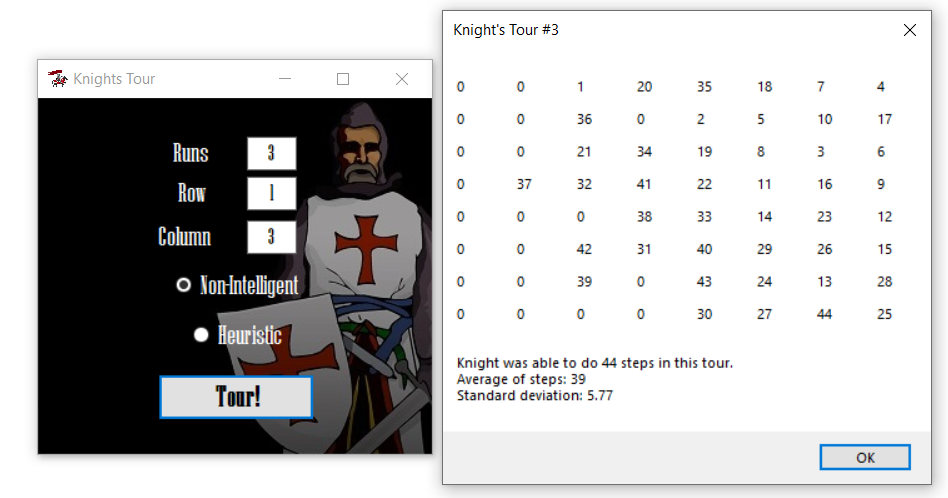 Knights Tour
Runs 3
Row 1
Column 3
Non-Intelligent
Heuristic
Tour!
Knight's Tour #3
0 0 1 20 35 18 7 4
0 0 36 0 2 5 10 17
0 0 21 34 19 8 3 6
0 37 32 41 22 11 16 9
0 0 0 38 33 14 23 12
0 0 42 31 40 29 26 15
0 0 39 0 43 24 13 28
0 0 0 0 30 27 44 25
Knight was able to do 44 steps in this tour.
Average of steps: 39
Standard deviation: 5.77
OK